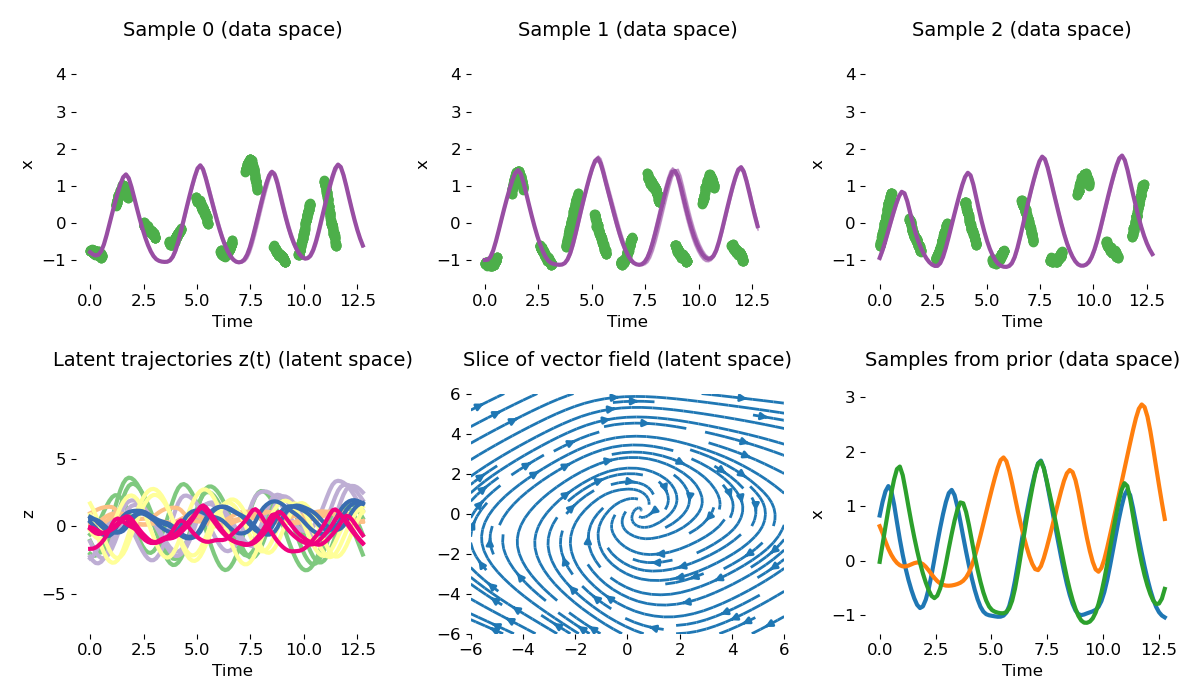 Sample 0 (data space)
Sample 1 (data space)
Sample 2 (data space)
4
3
2
1
0
−1
x
0.0 2.5 5.0 7.5 10.0 12.5
Time
4
3
2
1
0
−1
x
0.0 2.5 5.0 7.5 10.0 12.5
Time
4
3
2
1
0
−1
x
0.0 2.5 5.0 7.5 10.0 12.5
Time
Latent trajectories z(t) (latent space)
Slice of vector field (latent space)
Samples from prior (data space)
5
0
−5
z
0.0 2.5 5.0 7.5 10.0 12.5
Time
6
4
2
0
−2
−4
−6
−6 −4 −2 0 2 4 6
3
2
1
0
−1
x
0.0 2.5 5.0 7.5 10.0 12.5
Time